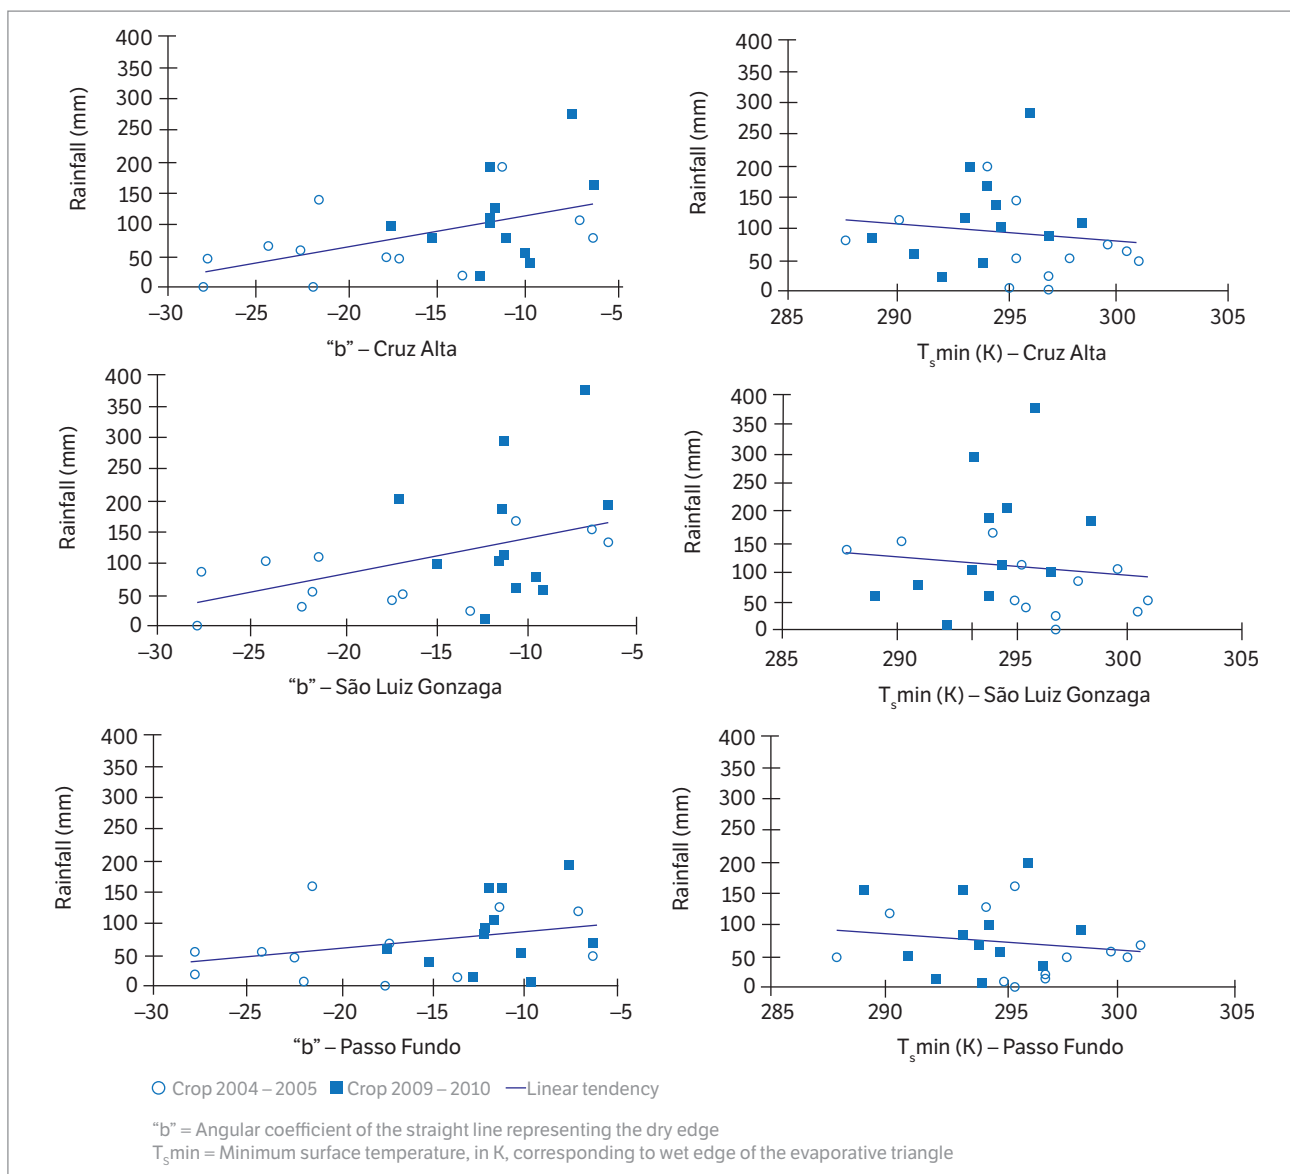 400
350
300
250
200
150
100
50
0
Rainfall (mm)
–30 –25 –20 –15 –10 –5
“b” – Cruz Alta
400
350
300
250
200
150
100
50
0
Rainfall (mm)
285 290 295 300 305
Tsmin (K) – Cruz Alta
400
350
300
250
200
150
100
50
0
Rainfall (mm)
–30 –25 –20 –15 –10 –5
“b” – São Luiz Gonzaga
400
350
300
250
200
150
100
50
0
Rainfall (mm)
285 290 295 300 305
Tsmin (K) – São Luiz Gonzaga
400
350
300
250
200
150
100
50
0
Rainfall (mm)
–30 –25 –20 –15 –10 –5
“b” – Passo Fundo
400
350
300
250
200
150
100
50
0
Rainfall (mm)
285 290 295 300 305
Tsmin (K) – Passo Fundo
Crop 2004 – 2005 Crop 2009 – 2010 Linear tendency
“b” = Angular coefficient of the straight line representing the dry edge
Tsmin = Minimum surface temperature, in K, corresponding to wet edge of the evaporative triangle